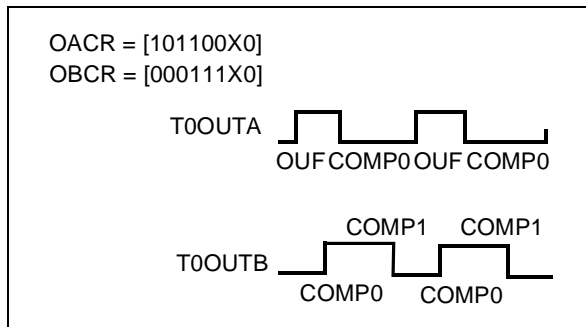 OACR = [101100X0]
OBCR = [000111X0]
T0OUTA
OUF COMP0 OUF COMP0
COMP1 COMP1
T0OUTB
COMP0 COMP0